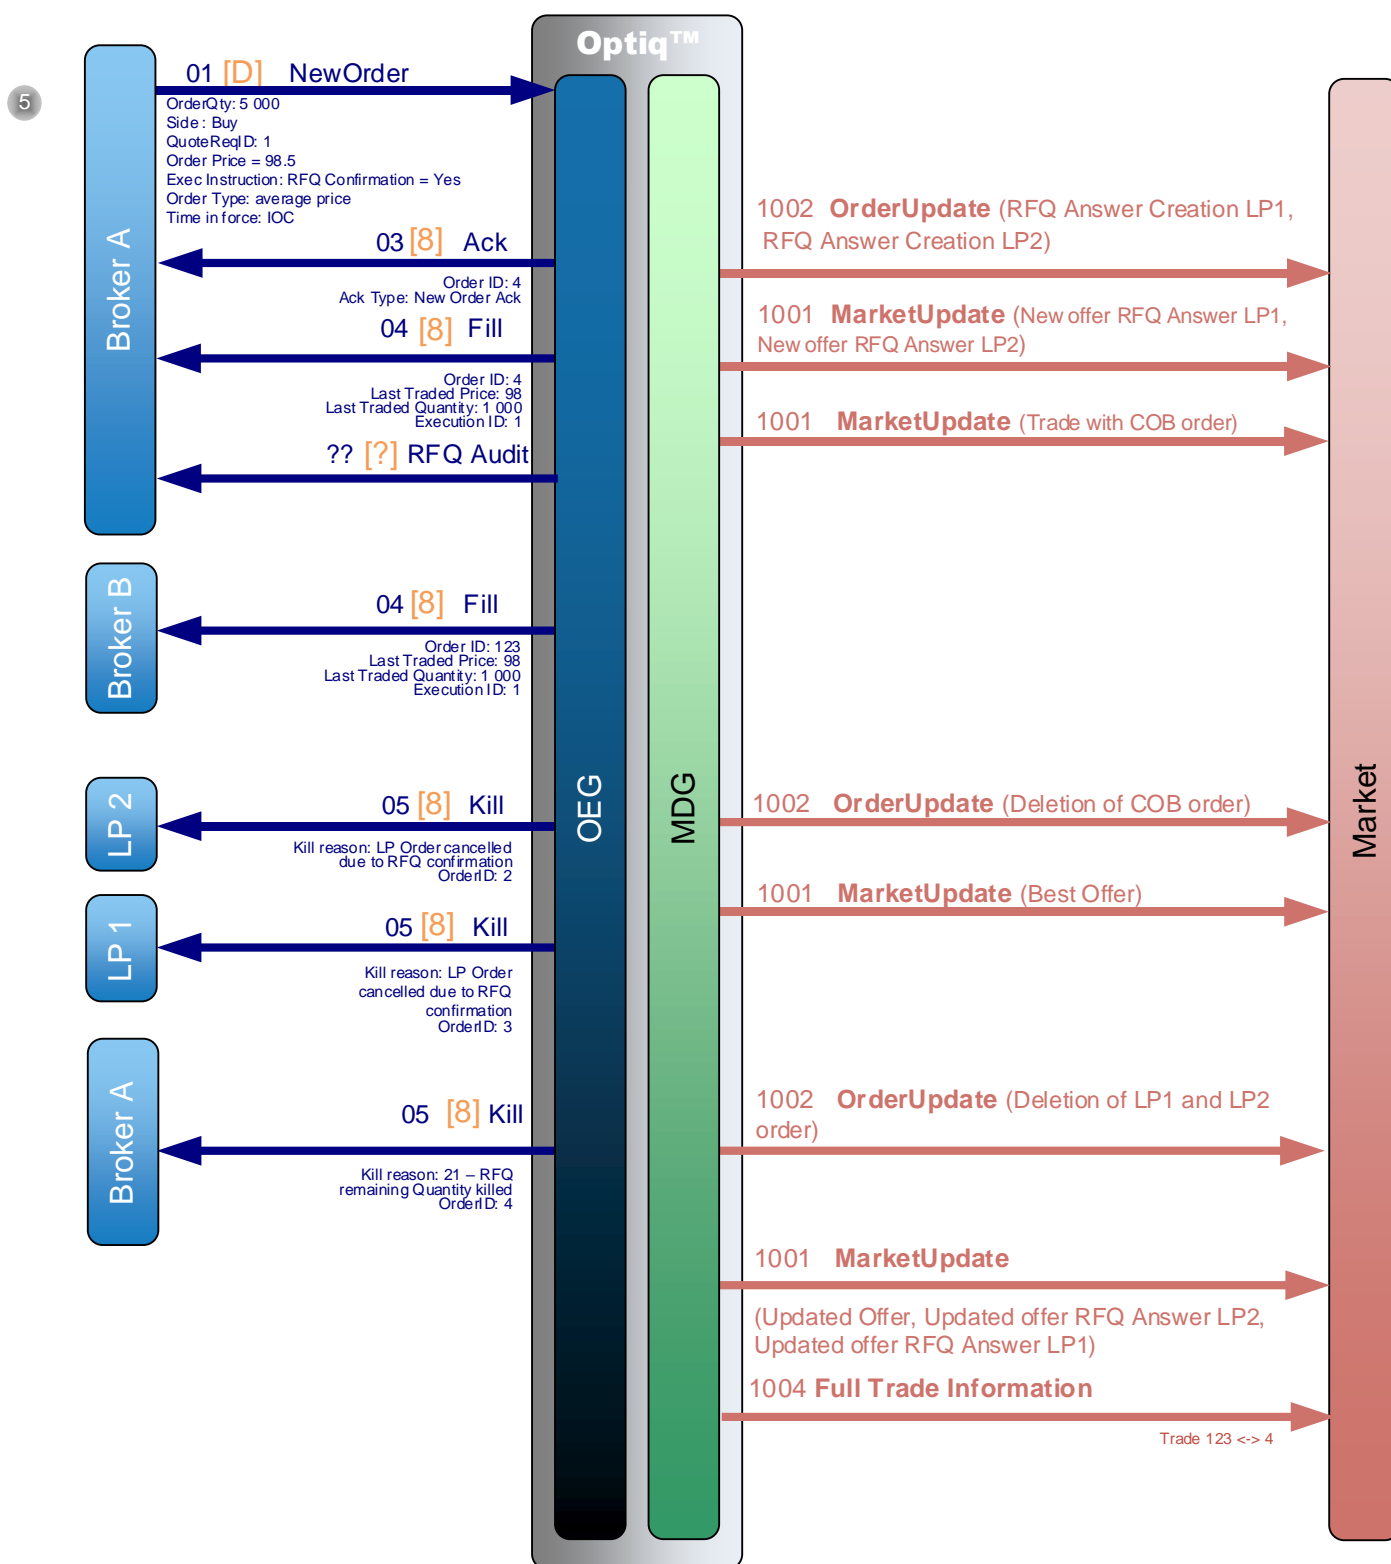 Optiq™
5
01 [D] NewOrder
OrderQty: 5 000
Side : Buy
QuoteReqID: 1
Order Price = 98.5
Exec Instruction: RFQ Confirmation = Yes
Order Type: average price
Time in force: IOC
Broker A
03 [8] Ack
Order ID: 4
Ack Type: New Order Ack
04 [8] Fill
Order ID: 4
Last Traded Price: 98
Last Traded Quantity: 1 000
Execution ID: 1
?? [?] RFQ Audit
Broker B
04 [8] Fill
Order ID: 123
Last Traded Price: 98
Last Traded Quantity: 1 000
Execution ID: 1
LP 2
05 [8] Kill
Kill reason: LP Order cancelled
due to RFQ confirmation
OrderID: 2
LP 1
05 [8] Kill
Kill reason: LP Order
cancelled due to RFQ
confirmation
OrderID: 3
Broker A
05 [8] Kill
Kill reason: 21 – RFQ
remaining Quantity killed
OrderID: 4
OEG
MDG
1002 OrderUpdate (RFQ Answer Creation LP1,
RFQ Answer Creation LP2)
1001 MarketUpdate (New offer RFQ Answer LP1,
New offer RFQ Answer LP2)
1001 MarketUpdate (Trade with COB order)
1002 OrderUpdate (Deletion of COB order)
1001 MarketUpdate (Best Offer)
1002 OrderUpdate (Deletion of LP1 and LP2
order)
1001 MarketUpdate
(Updated Offer, Updated offer RFQ Answer LP2,
Updated offer RFQ Answer LP1)
1004 Full Trade Information
Trade 123 <-> 4
Market